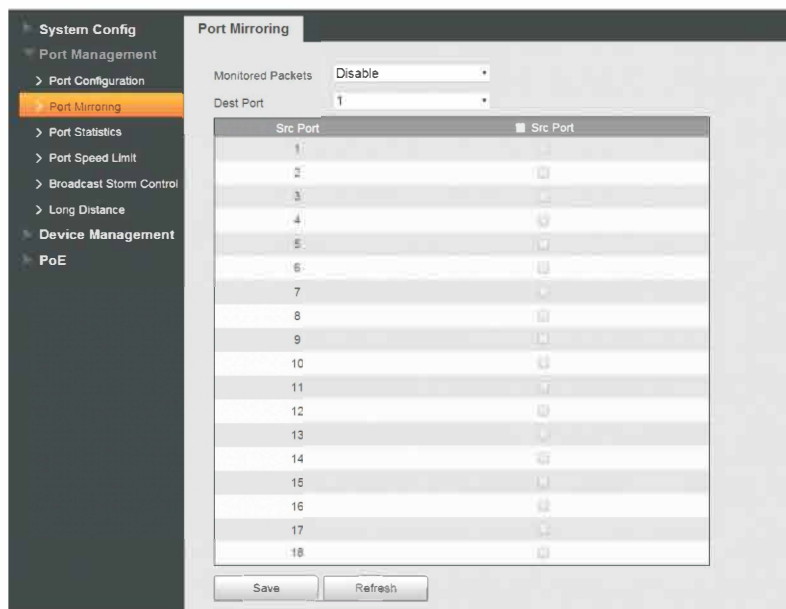 System Config
Port Management
> Port Configuration
> Port Mirroring
> Port Statistics
> Port Speed Limit
> Broadcast Storm Control
> Long Distance
Device Management
PoE
Port Mirroring
Monitored Packets Disable
Dest Port 1
Src Port Src Port
1
2
3
4
5
6
7
8
9
10
11
12
13
14
15
16
17
18
Save Refresh